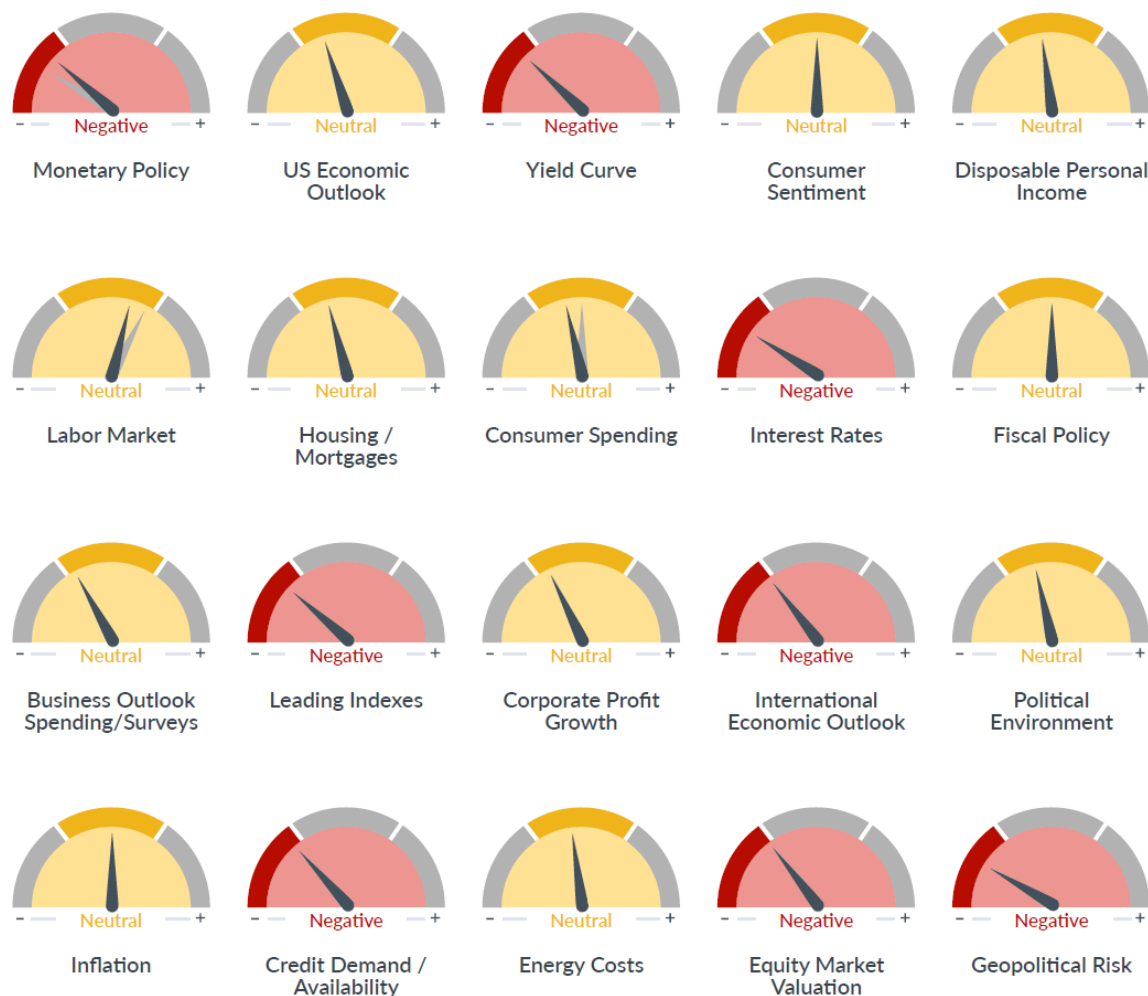 - Negative +
- Neutral +
- Negative +
- Neutral +
- Neutral +
Monetary Policy
US Economic
Outlook
Yield Curve
Consumer
Sentiment
Disposable Personal
Income
- Neutral +
- Neutral +
- Neutral +
- Negative +
- Neutral +
Labor Market
Housing /
Mortgages
Consumer Spending
Interest Rates
Fiscal Policy
- Neutral +
- Negative +
- Neutral +
- Negative +
- Neutral +
Business Outlook
Spending/Surveys
Leading Indexes
Corporate Profit
Growth
International
Economic Outlook
Political
Environment
- Neutral +
- Negative +
- Neutral +
- Negative +
- Negative +
Inflation
Credit Demand /
Availability
Energy Costs
Equity Market
Valuation
Geopolitical Risk